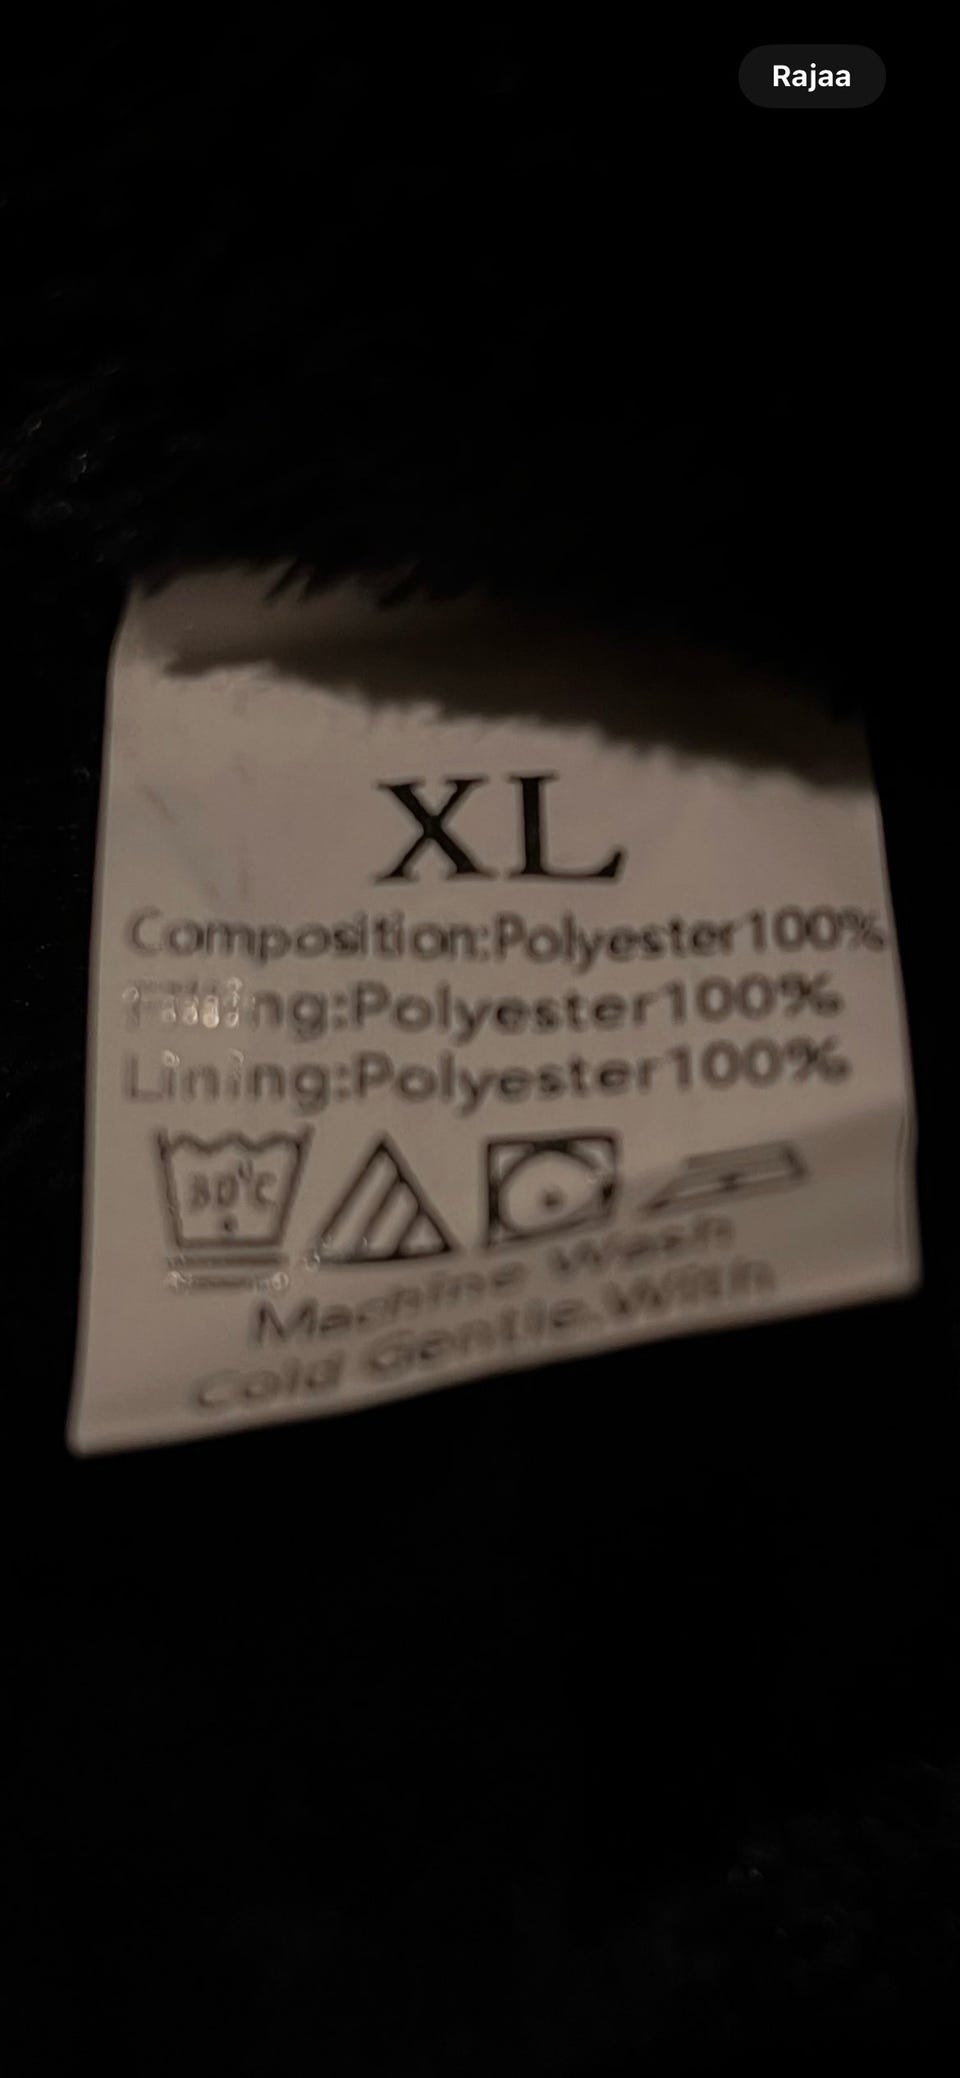 Rajaa
XL
Composition:Polyester100%
ng:Polyester100%
Lining:Polyester100%
30°C
Machine Wash
Cold Gentle.With